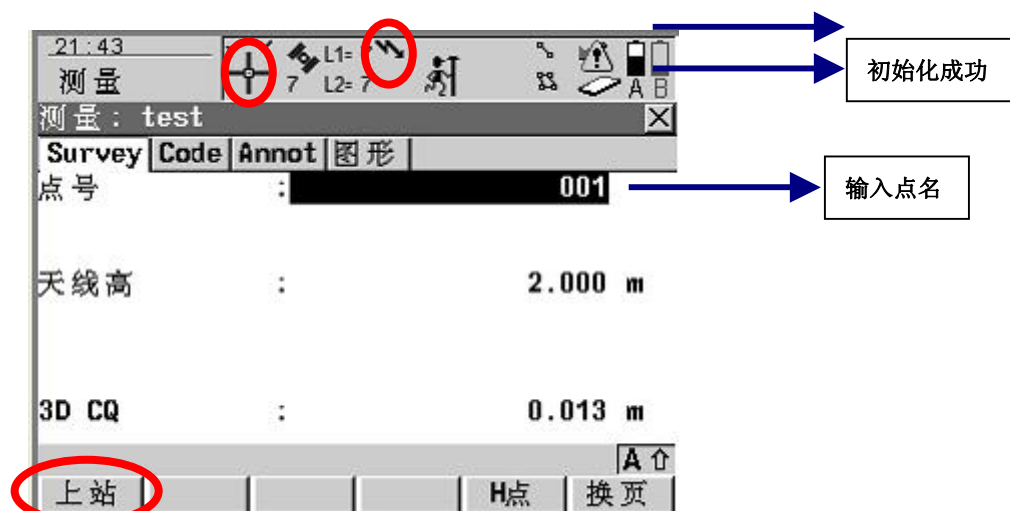 21:43
测量
L1=
7 L2= 7
A B
初始化成功
测量: test
Survey Code Annot 图形
点号 : 001
输入点名
天线高 : 2.000 m
3D CQ : 0.013 m
A
上站 H点 换页